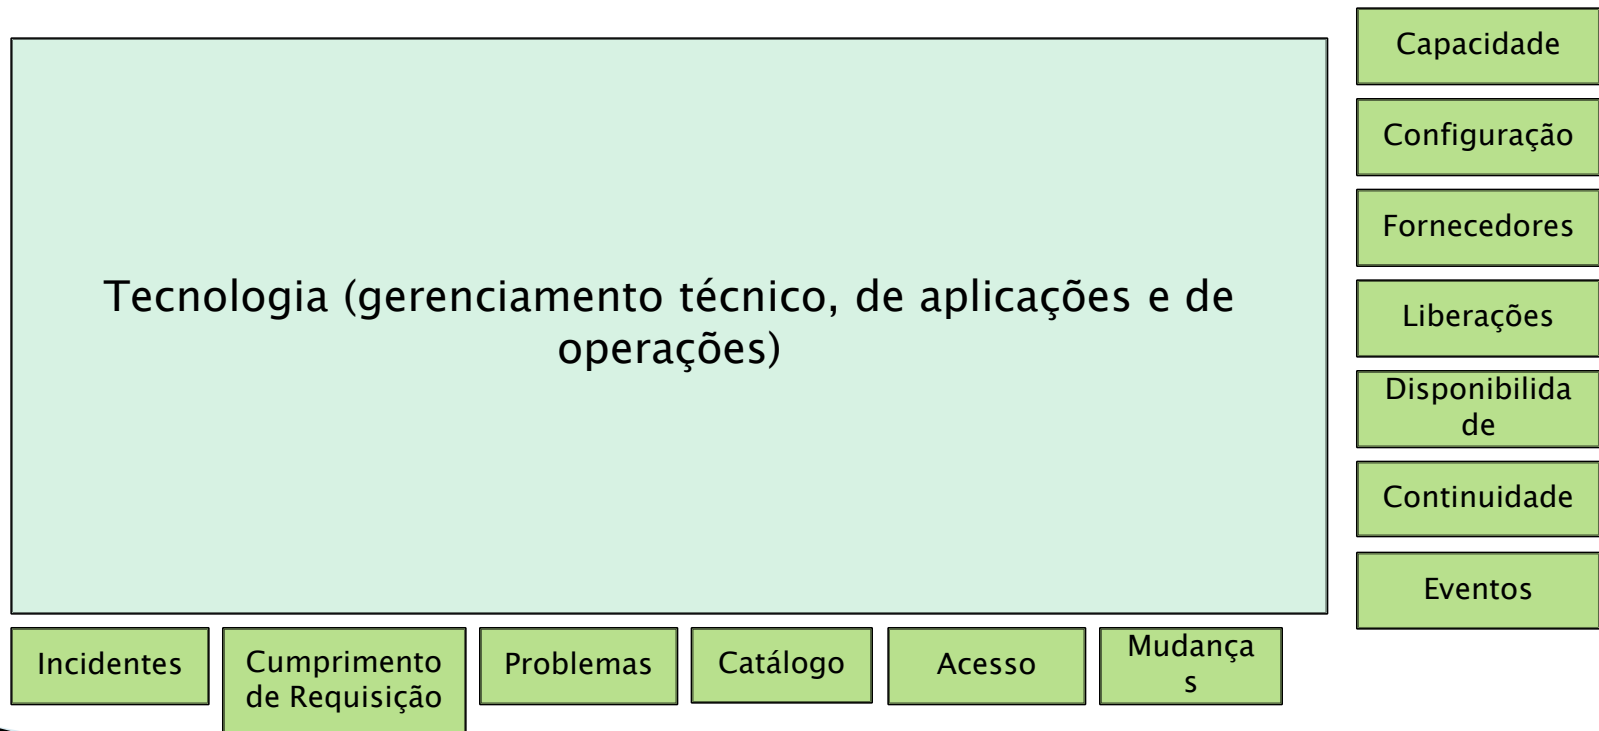 Tecnologia (gerenciamento técnico, de aplicações e de
operações)
Capacidade
Configuração
Fornecedores
Liberações
Disponibilida
de
Continuidade
Eventos
Incidentes
Cumprimento
de Requisição
Problemas
Catálogo
Acesso
Mudança
s